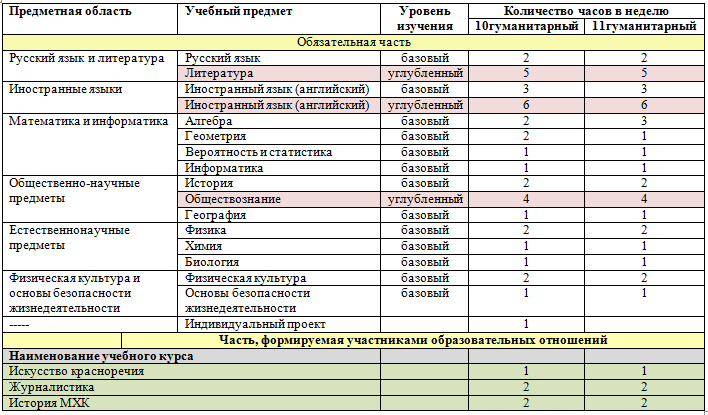 Предметная область Учебный предмет Уровень изучения Количество часов в неделю
10гуманитарный 11гуманитарный
Обязательная часть
Русский язык и литература Русский язык базовый 2 2
Литература углубленный 5 5
Иностранные языки Иностранный язык (английский) базовый 3 3
Иностранный язык (английский) углубленный 6 6
Математика и информатика Алгебра базовый 2 3
Геометрия базовый 2 1
Вероятность и статистика базовый 1 1
Информатика базовый 1 1
Общественно-научные предметы История базовый 2 2
Обществознание углубленный 4 4
География базовый 1 1
Естественнонаучные предметы Физика базовый 2 2
Химия базовый 1 1
Биология базовый 1 1
Физическая культура и основы безопасности жизнедеятельности Физическая культура базовый 2 2
Основы безопасности жизнедеятельности базовый 1 1
----- Индивидуальный проект 1
Часть, формируемая участниками образовательных отношений
Наименование учебного курса
Искусство красноречия 1 1
Журналистика 2 2
История МХК 2 2